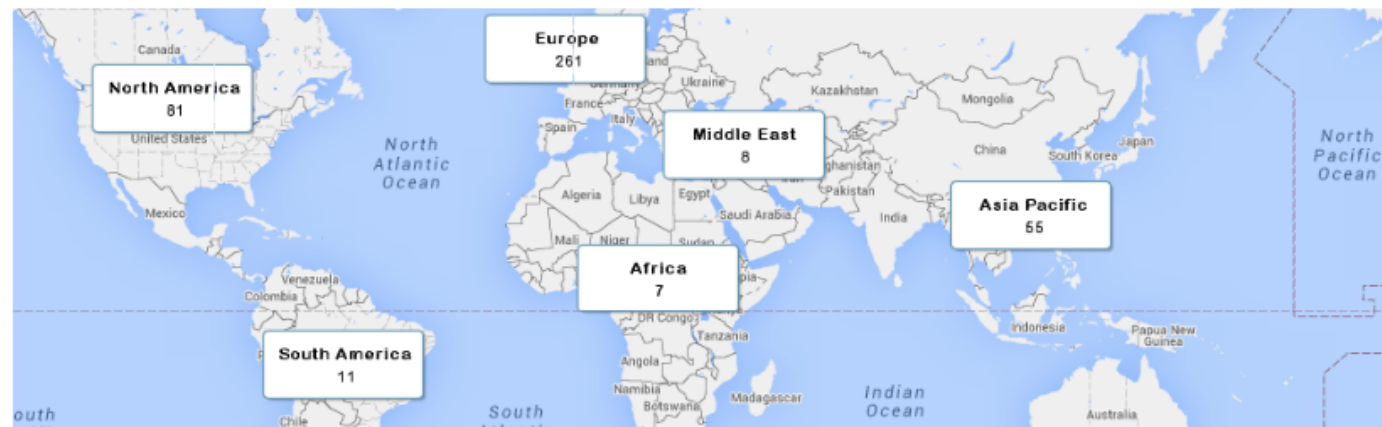 Europe
261
Canada
North America
81
United States
Ukraine
Germany
France
Italy
Spain
Kazakhstan
Mongolia
North
Atlantic
Ocean
Middle East
8
China
Japan
South Korea
North
Pacific
Ocean
Afghanistan
Iran
Pakistan
India
Algeria
Libya
Egypt
Saudi Arabia
Mexico
Asia Pacific
55
Mali
Niger
Sudan
Africa
7
Venezuela
Colombia
DR Congo
Tanzania
Indonesia
Papua New
Guinea
South America
11
Angola
Namibia
Botswana
Madagascar
Indian
Ocean
Chile
South
Australia